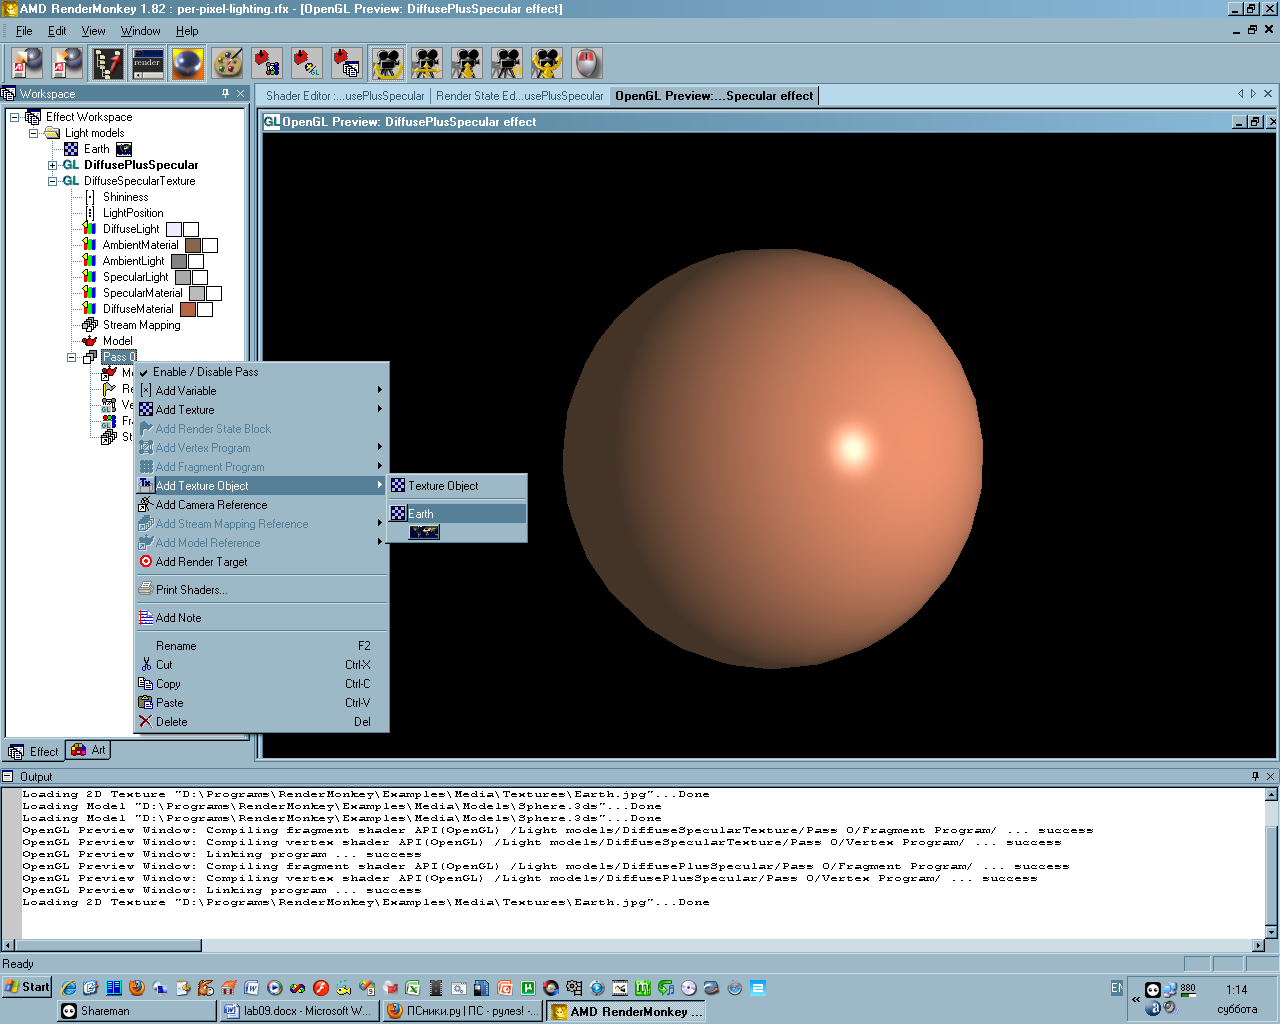 AMD RenderMonkey 1.82 : per-pixel-lighting.rfx - [OpenGL Preview: DiffusePlusSpecular effect]
File Edit View Window Help
Workspace
Shader Editor :...usePlusSpecular
Render State Ed...usePlusSpecular
OpenGL Preview:...Specular effect
OpenGL Preview: DiffusePlusSpecular effect
Effect Workspace
Light models
Earth
DiffusePlusSpecular
DiffuseSpecularTexture
Shininess
LightPosition
DiffuseLight
AmbientMaterial
AmbientLight
SpecularLight
SpecularMaterial
DiffuseMaterial
Stream Mapping
Model
Pass 0
Enable / Disable Pass
Add Variable
Add Texture
Add Render State Block
Add Vertex Program
Add Fragment Program
Add Texture Object
Add Camera Reference
Add Stream Mapping Reference
Add Model Reference
Add Render Target
Print Shaders...
Add Note
Rename F2
Cut Ctrl-X
Copy Ctrl-C
Paste Ctrl-V
Delete Del
Texture Object
Earth
Effect
Art
Output
Loading 2D Texture "D:\Programs\RenderMonkey\Examples\Media\Textures\Earth.jpg"...Done
Loading Model "D:\Programs\RenderMonkey\Examples\Media\Models\Sphere.3ds"...Done
Loading Model "D:\Programs\RenderMonkey\Examples\Media\Models\Sphere.3ds"...Done
OpenGL Preview Window: Compiling fragment shader API(OpenGL) /Light models/DiffuseSpecularTexture/Pass 0/Fragment Program/ ... success
OpenGL Preview Window: Compiling vertex shader API(OpenGL) /Light models/DiffuseSpecularTexture/Pass 0/Vertex Program/ ... success
OpenGL Preview Window: Linking program ... success
OpenGL Preview Window: Compiling fragment shader API(OpenGL) /Light models/DiffusePlusSpecular/Pass 0/Fragment Program/ ... success
OpenGL Preview Window: Compiling vertex shader API(OpenGL) /Light models/DiffusePlusSpecular/Pass 0/Vertex Program/ ... success
OpenGL Preview Window: Linking program ... success
Loading 2D Texture "D:\Programs\RenderMonkey\Examples\Media\Textures\Earth.jpg"...Done
Ready
Start
EN
880
1:14
суббота
Shareman
lab09.docx - Microsoft W...
ПСники.ру | ПС - рулез! -...
AMD RenderMonkey ...